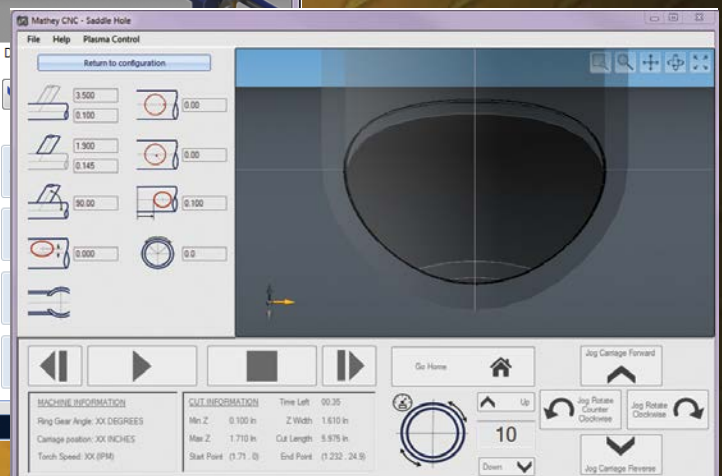 Mathey CNC - Saddle Hole
File Help Plasma Control
Return to configuration
3.500
0.100
0.00
1.900
0.145
0.00
90.00
0.100
0.000
0.0
Go Home
Jog Carriage Forward
MACHINE INFORMATION
Ring Gear Angle: XX DEGREES
Carriage position: XX INCHES
Torch Speed: XX (IPM)
CUT INFORMATION Time Left 00:35
Min Z 0.100 in Z Width 1.610 in
Max Z 1.710 in Cut Length 5.975 in
Start Point (1.71 , 0) End Point (1.232 , 24.9)
Up
10
Down
Jog Rotate Counter Clockwise
Jog Rotate Clockwise
Jog Carriage Reverse